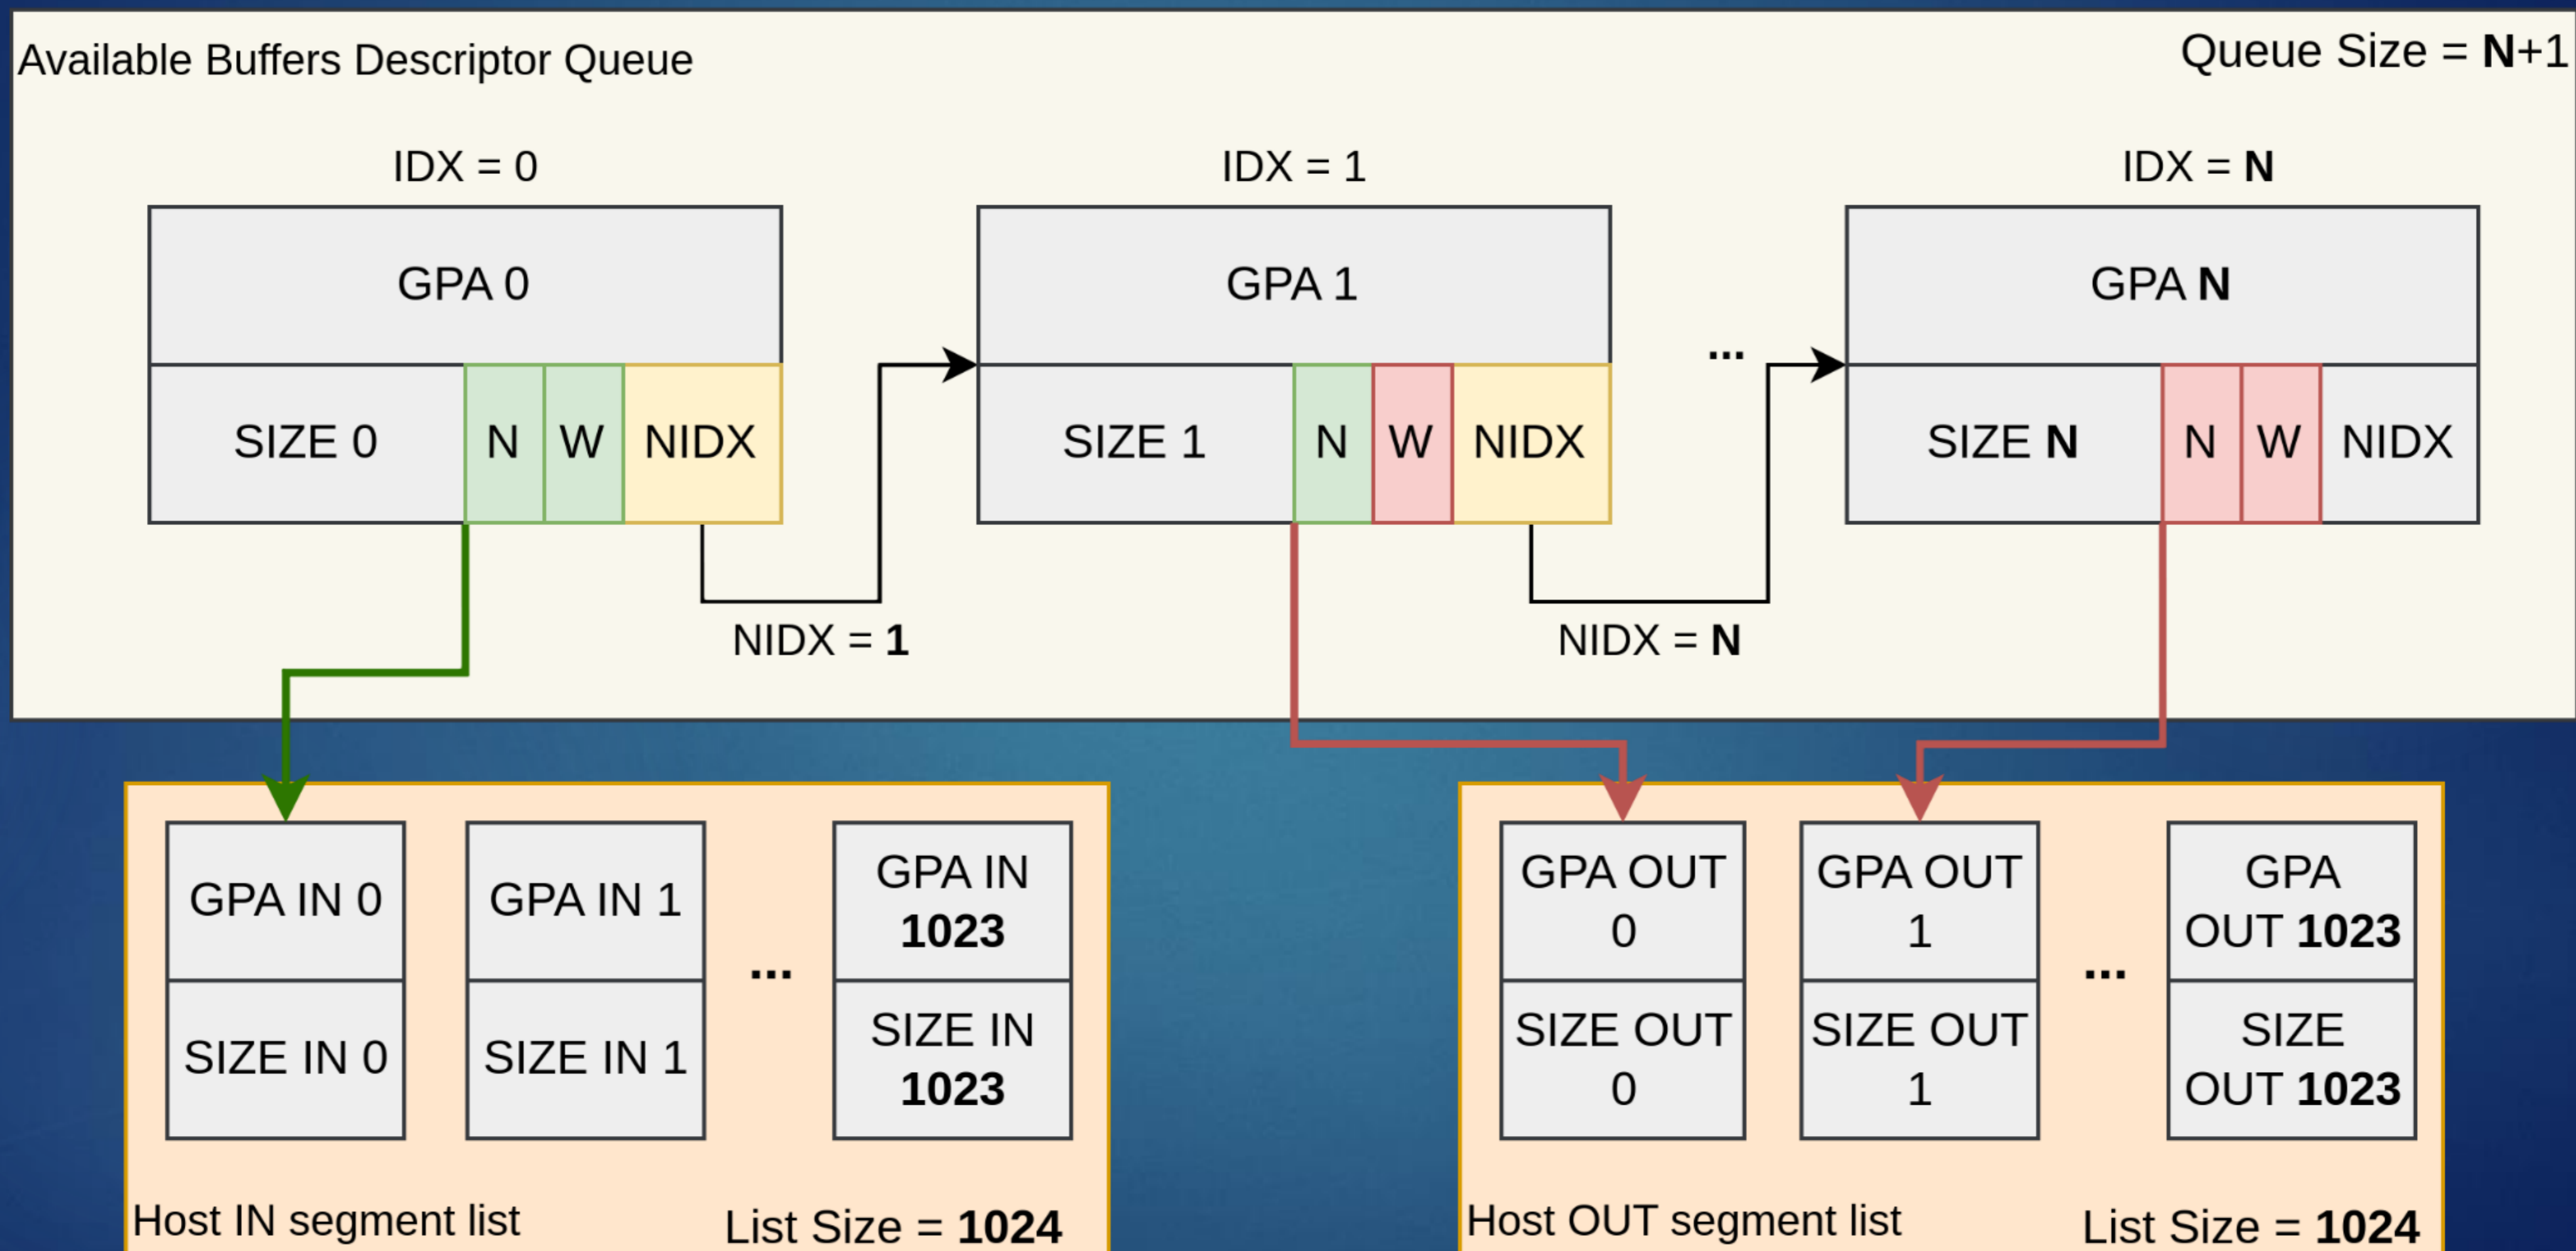 Available Buffers Descriptor Queue
Queue Size = N+1
IDX = 0
IDX = 1
IDX = N
GPA 0
GPA 1
GPA N
...
SIZE 0
N
W
NIDX
SIZE 1
N
W
NIDX
SIZE N
N
W
NIDX
NIDX = 1
NIDX = N
GPA IN 0
GPA IN 1
GPA IN
1023
SIZE IN 0
SIZE IN 1
...
SIZE IN
1023
Host IN segment list
List Size = 1024
GPA OUT
0
GPA OUT
1
GPA
OUT 1023
SIZE OUT
0
SIZE OUT
1
...
SIZE
OUT 1023
Host OUT segment list
List Size = 1024